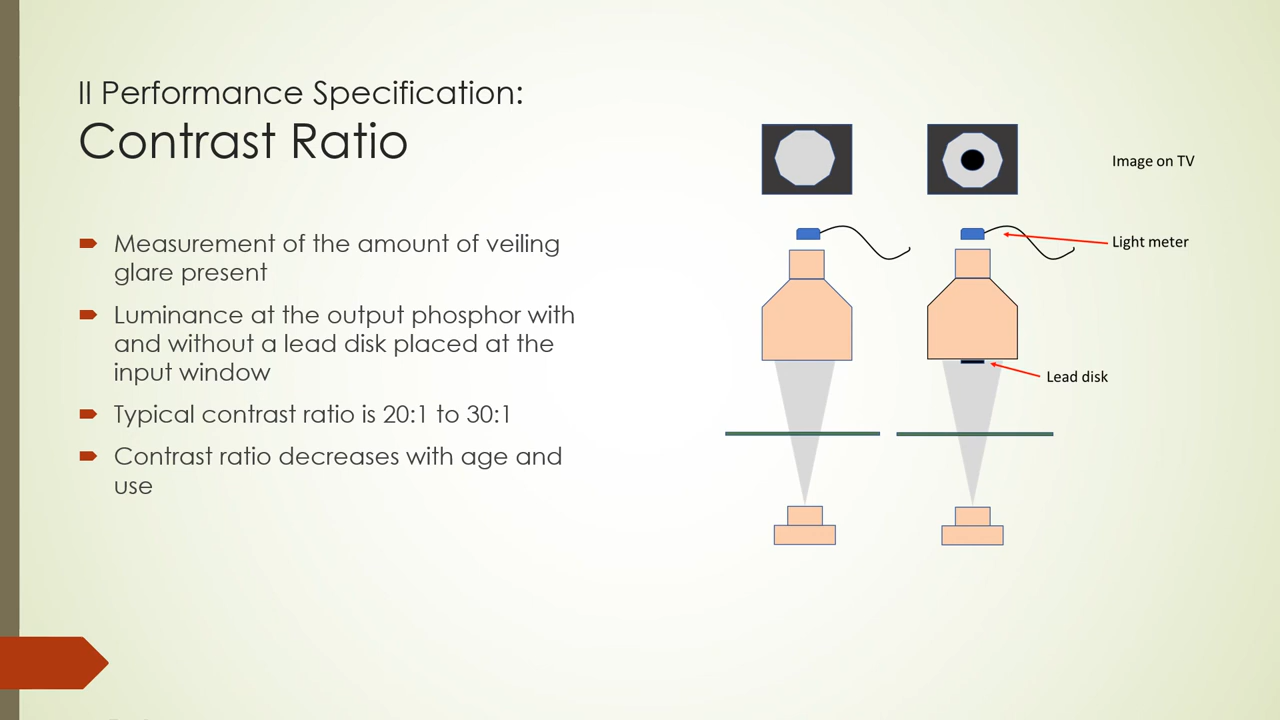 II Performance Specification:
Contrast Ratio
Measurement of the amount of veiling
glare present
Luminance at the output phosphor with
and without a lead disk placed at the
input window
Typical contrast ratio is 20:1 to 30:1
Contrast ratio decreases with age and
use
Image on TV
Light meter
Lead disk